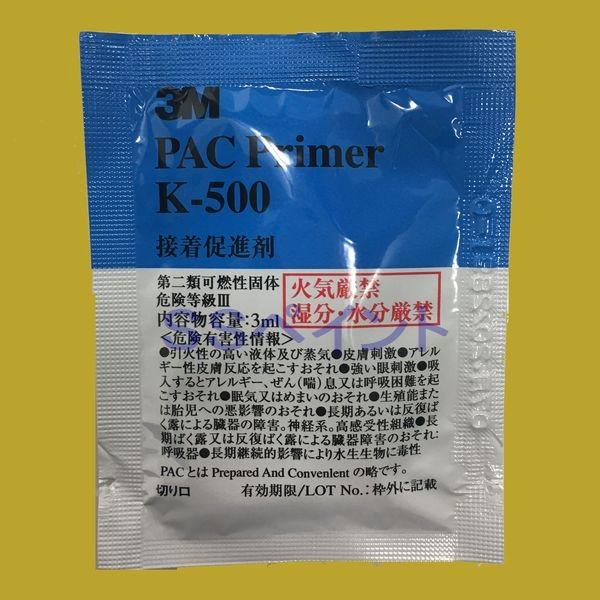 3M
PAC Primer
K-500
接着促進剤
第二類可燃性固体
危険等級III
内容物容量:3ml
火気厳禁
湿分・水分厳禁
<危険有害性情報>
●引火性の高い液体及び蒸気●皮膚刺激●アレル
ギー性皮膚反応を起こすおそれ●強い眼刺激●吸
入するとアレルギー、ぜん(喘)息又は呼吸困難を起
こすおそれ●眠気又はめまいのおそれ●生殖能また
は胎児への悪影響のおそれ●長期あるいは反復ば
く露による臓器の障害。神経系。高感受性組織●長
期ばく露又は反復ばく露による臓器障害のおそれ:
呼吸器●長期継続的影響により水生生物に毒性
PACとは Prepared And Convenlent の略です。
切り口
有効期限/LOT No.:枠外に記載